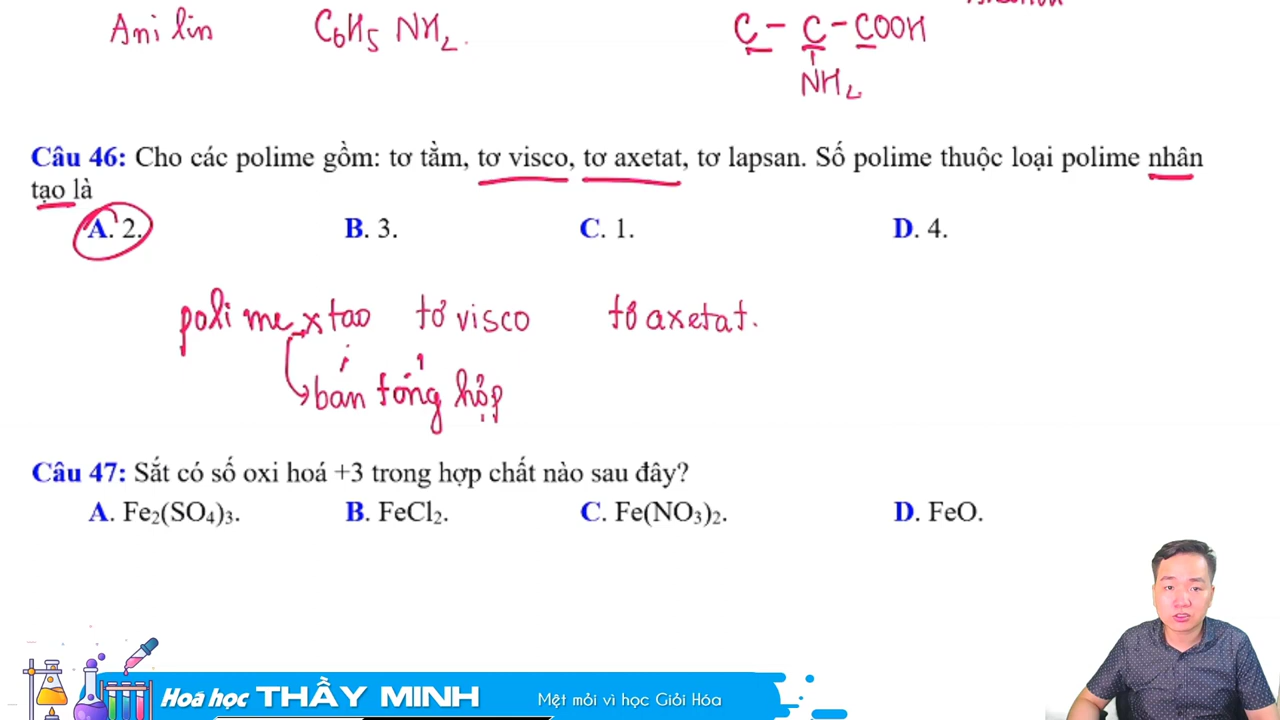 Anilin C6H5 NH2.
C - C - COOH
NH2
Câu 46: Cho các polime gồm: tơ tằm, tơ visco, tơ axetat, tơ lapsan. Số polime thuộc loại polime nhân
tạo là
A. 2. B. 3. C. 1. D. 4.
polime x tạo tơ visco tơ axetat.
bán tổng hợp
Câu 47: Sắt có số oxi hoá +3 trong hợp chất nào sau đây?
A. Fe2(SO4)3. B. FeCl2. C. Fe(NO3)2. D. FeO.
Hoá học THẦY MINH Mệt mỏi vì học Giỏi Hóa